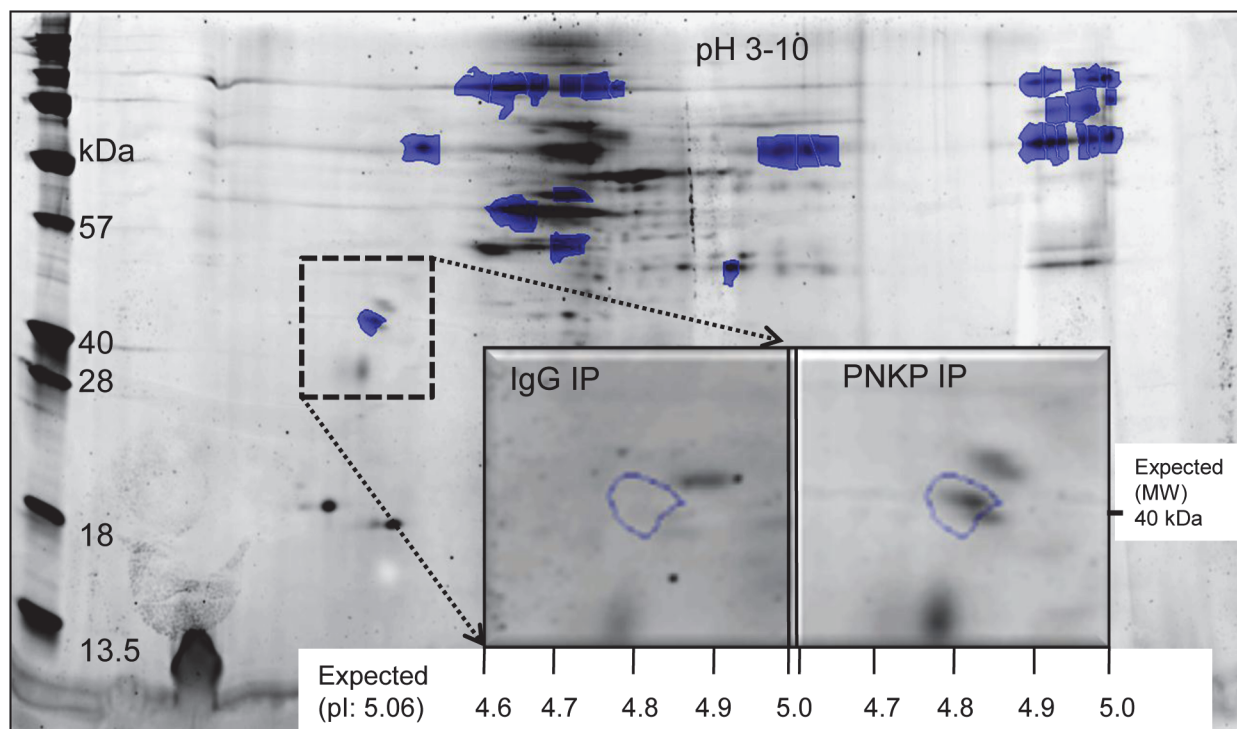 pH 3-10
kDa
57
40
28
18
13.5
IgG IP
PNKP IP
Expected
(MW)
40 kDa
Expected
(pI: 5.06)
4.6 4.7 4.8 4.9 5.0 4.7 4.8 4.9 5.0